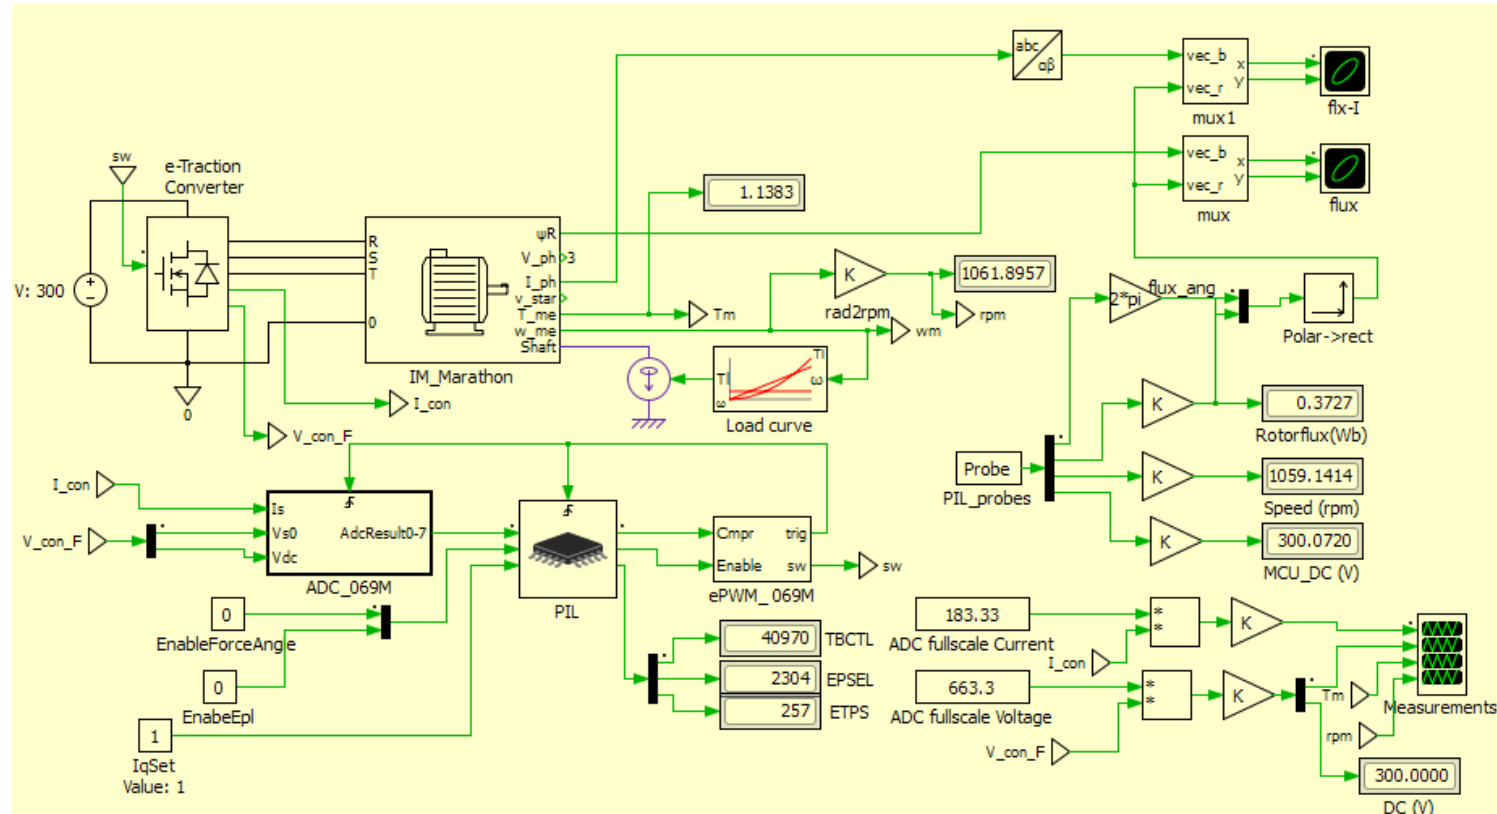 abc
αβ
vec_b
x
vec_r
y
mux1
flx-I
sw
e-Traction
Converter
vec_b
x
vec_r
y
mux
flux
1.1383
V: 300
R
S
T
0
ψR
V_ph
3
I_ph
v_star
T_me
w_me
Shaft
IM_Marathon
K
rad2rpm
1061.8957
Tm
rpm
wm
2*pi
flux_ang
Polar->rect
0
I_con
V_con_F
Tl
ω
Tl
ω
Load curve
K
0.3727
Rotorflux(Wb)
Probe
PIL_probes
K
1059.1414
Speed (rpm)
K
300.0720
MCU_DC (V)
I_con
V_con_F
Is
Vs0
Vdc
AdcResult0-7
ADC_069M
PIL
Cmpr
trig
Enable
sw
ePWM_069M
sw
0
EnableForceAngle
0
EnabeEpl
1
IqSet
Value: 1
40970
TBCTL
2304
EPSEL
257
ETPS
183.33
ADC fullscale Current
I_con
*
*
K
663.3
ADC fullscale Voltage
V_con_F
*
*
K
Tm
rpm
Measurements
300.0000
DC (V)